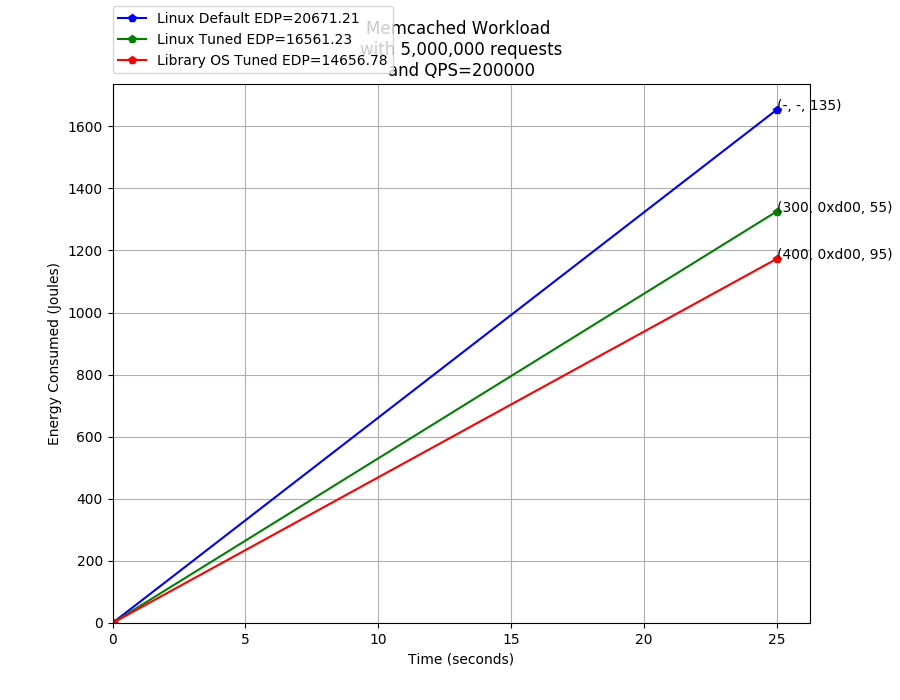 Linux Default EDP=20671.21
Linux Tuned EDP=16561.23
Library OS Tuned EDP=14656.78
Memcached Workload
with 5,000,000 requests
and QPS=200000
(-, -, 135)
(300, 0xd00, 55)
(400, 0xd00, 95)
Energy Consumed (Joules)
1600
1400
1200
1000
800
600
400
200
0
0 5 10 15 20 25
Time (seconds)